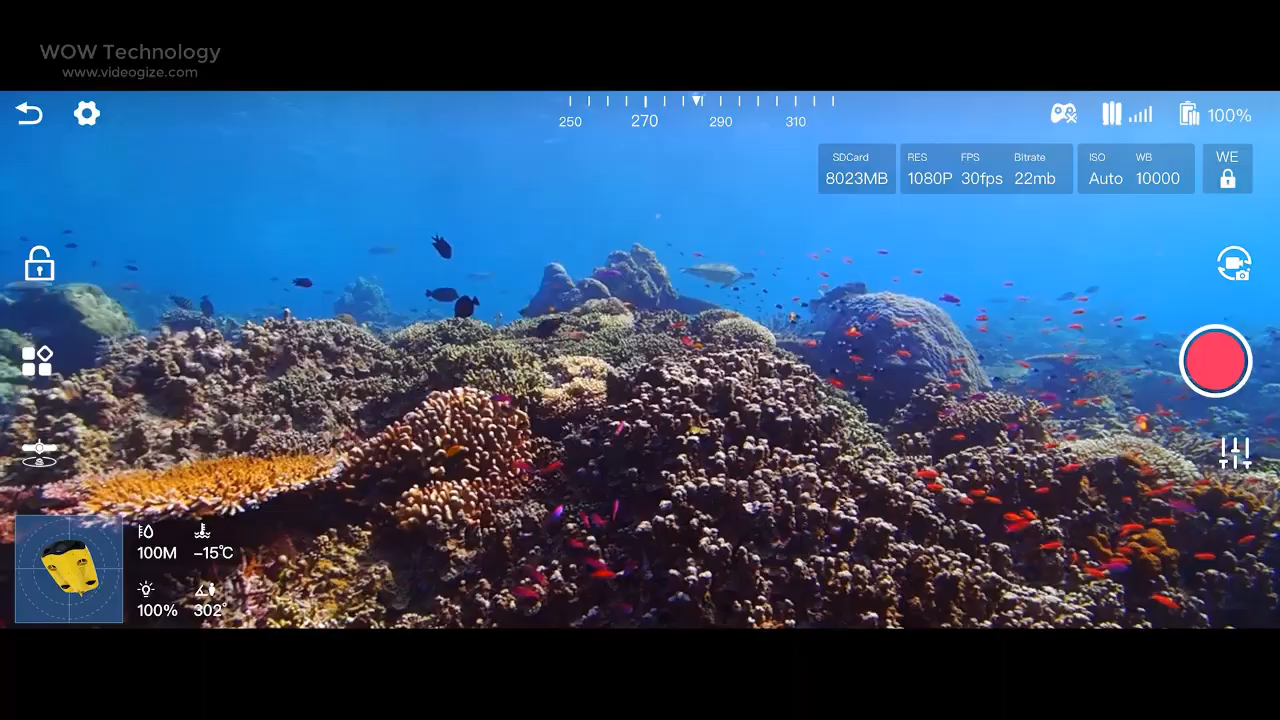 WOW Technology
www.videogize.com
250 270 290 310
100%
SDCard RES FPS Bitrate ISO WB WE
8023MB 1080P 30fps 22mb Auto 10000
100M -15℃
100% 302°